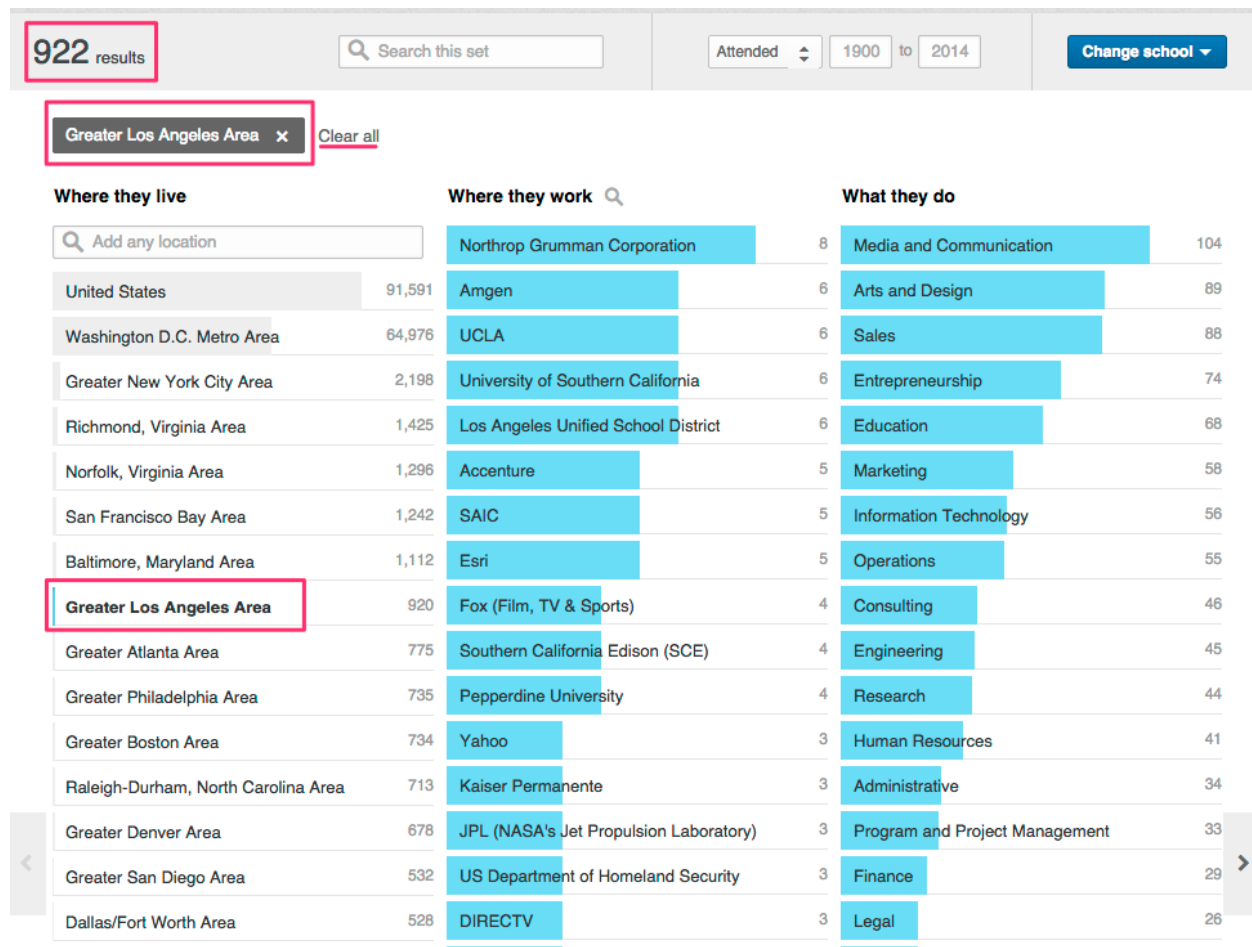 922 results
Search this set
Attended
1900 to 2014
Change school
Greater Los Angeles Area x
Clear all
Where they live
Add any location
United States 91,591
Washington D.C. Metro Area 64,976
Greater New York City Area 2,198
Richmond, Virginia Area 1,425
Norfolk, Virginia Area 1,296
San Francisco Bay Area 1,242
Baltimore, Maryland Area 1,112
Greater Los Angeles Area 920
Greater Atlanta Area 775
Greater Philadelphia Area 735
Greater Boston Area 734
Raleigh-Durham, North Carolina Area 713
Greater Denver Area 678
Greater San Diego Area 532
Dallas/Fort Worth Area 528
Where they work
Northrop Grumman Corporation 8
Amgen 6
UCLA 6
University of Southern California 6
Los Angeles Unified School District 6
Accenture 5
SAIC 5
Esri 5
Fox (Film, TV & Sports) 4
Southern California Edison (SCE) 4
Pepperdine University 4
Yahoo 3
Kaiser Permanente 3
JPL (NASA's Jet Propulsion Laboratory) 3
US Department of Homeland Security 3
DIRECTV 3
What they do
Media and Communication 104
Arts and Design 89
Sales 88
Entrepreneurship 74
Education 68
Marketing 58
Information Technology 56
Operations 55
Consulting 46
Engineering 45
Research 44
Human Resources 41
Administrative 34
Program and Project Management 33
Finance 29
Legal 26